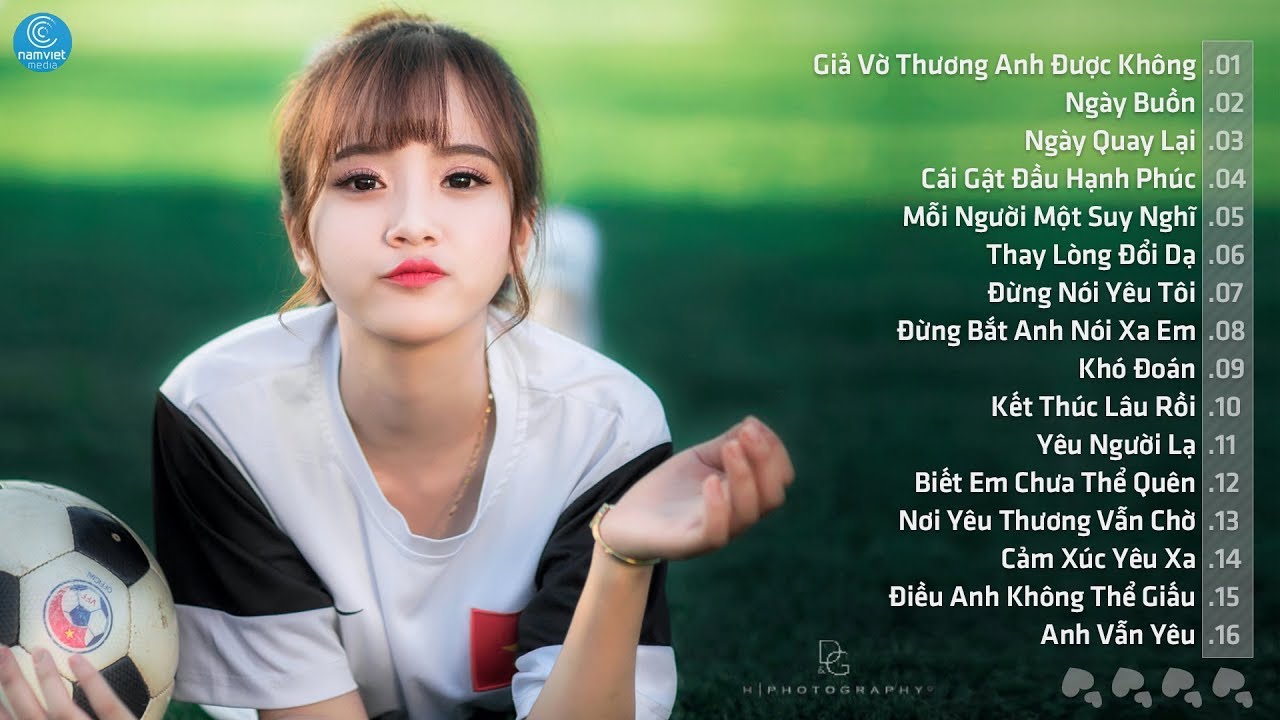 namviet
media
Giả Vờ Thương Anh Được Không .01
Ngày Buồn .02
Ngày Quay Lại .03
Cái Gật Đầu Hạnh Phúc .04
Mỗi Người Một Suy Nghĩ .05
Thay Lòng Đổi Dạ .06
Đừng Nói Yêu Tôi .07
Đừng Bắt Anh Nói Xa Em .08
Khó Đoán .09
Kết Thúc Lâu Rồi .10
Yêu Người Lạ .11
Biết Em Chưa Thể Quên .12
Nơi Yêu Thương Vẫn Chờ .13
Cảm Xúc Yêu Xa .14
Điều Anh Không Thể Giấu .15
Anh Vẫn Yêu .16
OFFICIAL
VFF
D&G
H|PHOTOGRAPHY